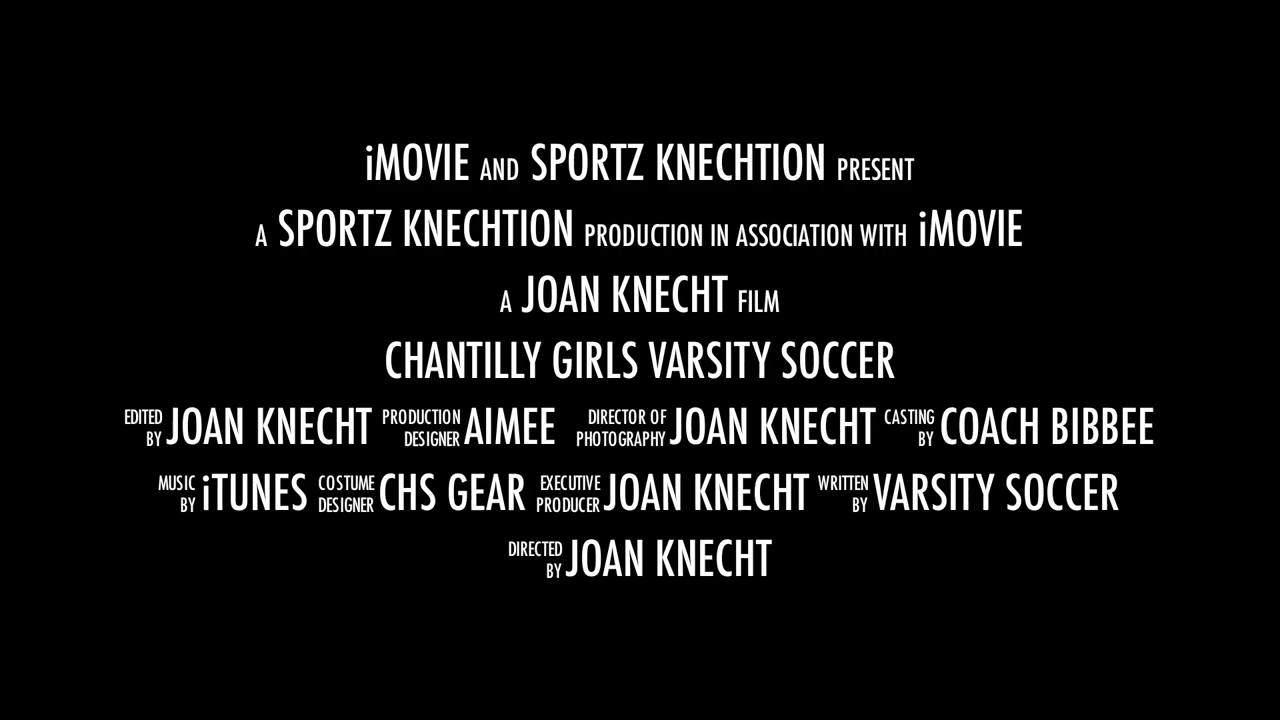 iMOVIE AND SPORTZ KNECHTION PRESENT
A SPORTZ KNECHTION PRODUCTION IN ASSOCIATION WITH iMOVIE
A JOAN KNECHT FILM
CHANTILLY GIRLS VARSITY SOCCER
EDITED BY JOAN KNECHT PRODUCTION DESIGNER AIMEE DIRECTOR OF PHOTOGRAPHY JOAN KNECHT CASTING BY COACH BIBBEE
MUSIC BY iTUNES COSTUME DESIGNER CHS GEAR EXECUTIVE PRODUCER JOAN KNECHT WRITTEN BY VARSITY SOCCER
DIRECTED BY JOAN KNECHT